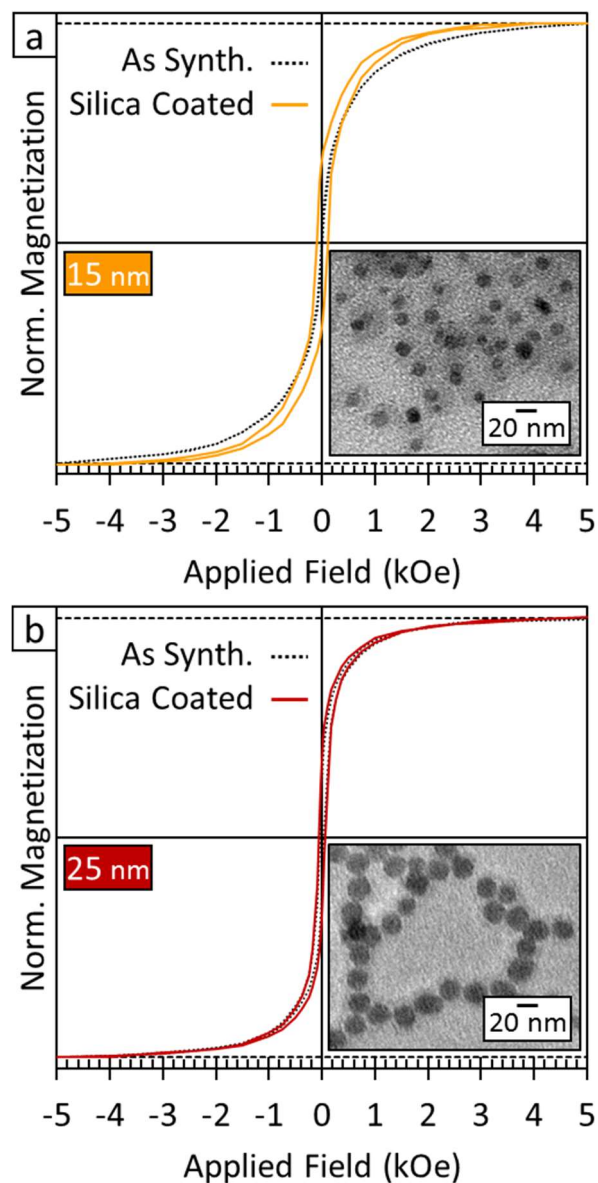 a
As Synth.
Silica Coated
Norm. Magnetization
15 nm
20 nm
-5 -4 -3 -2 -1 0 1 2 3 4 5
Applied Field (kOe)
b
As Synth.
Silica Coated
Norm. Magnetization
25 nm
20 nm
-5 -4 -3 -2 -1 0 1 2 3 4 5
Applied Field (kOe)